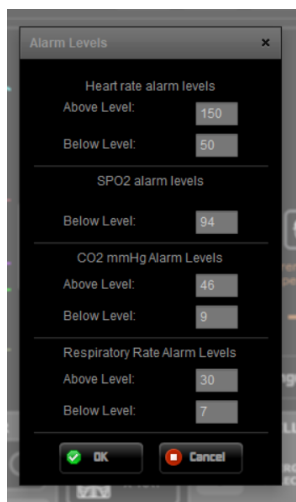 Alarm Levels ×
Heart rate alarm levels
Above Level: 150
Below Level: 50
SPO2 alarm levels
Below Level: 94
CO2 mmHg Alarm Levels
Above Level: 46
Below Level: 9
Respiratory Rate Alarm Levels
Above Level: 30
Below Level: 7
OK Cancel